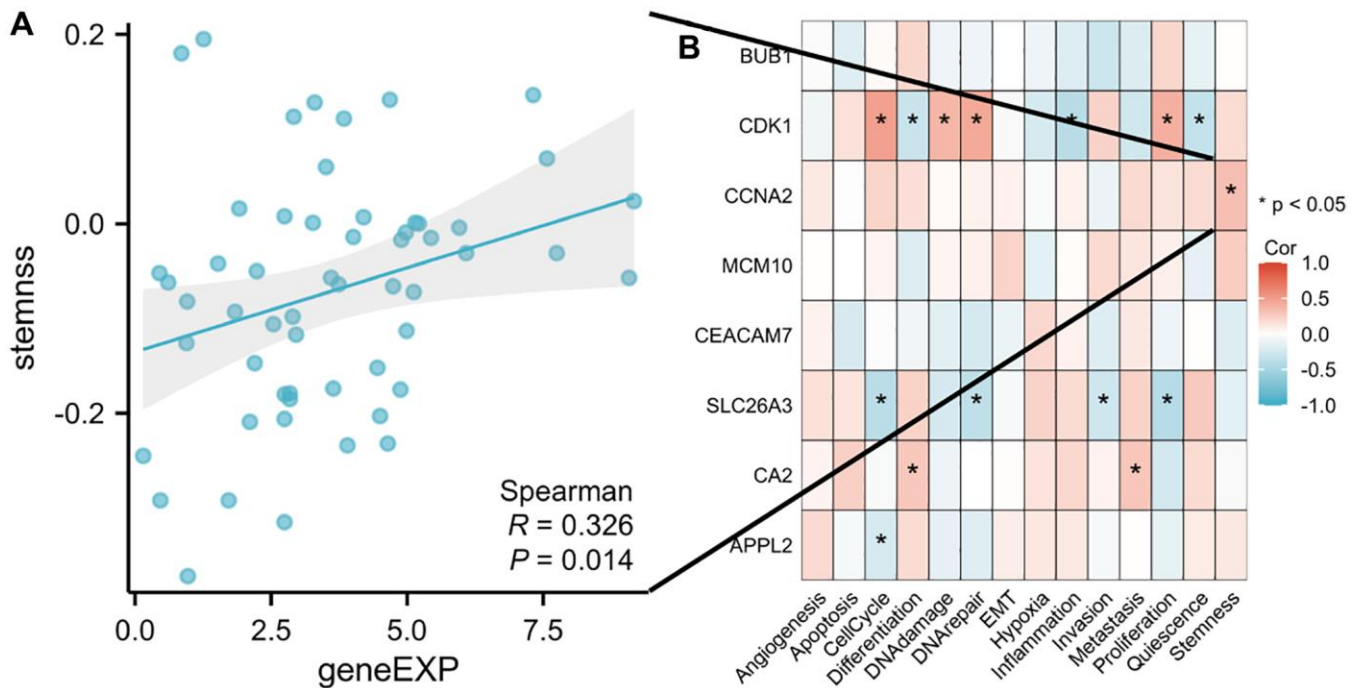 A
0.2
0.0
-0.2
stemnss
Spearman
R = 0.326
P = 0.014
0.0 2.5 5.0 7.5
geneEXP
B
BUB1
CDK1 * * * * * * *
CCNA2 *
MCM10
CEACAM7
SLC26A3 * * * *
CA2 * *
APPL2 *
Angiogenesis
Apoptosis
CellCycle
Differentiation
DNAdamage
DNArepair
EMT
Hypoxia
Inflammation
Invasion
Metastasis
Proliferation
Quiescence
Stemness
* p < 0.05
Cor
1.0
0.5
0.0
-0.5
-1.0